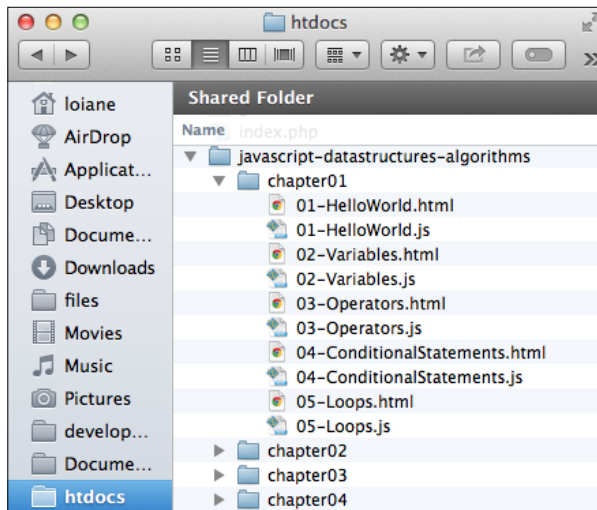 htdocs
loiane
AirDrop
Applicat...
Desktop
Docume...
Downloads
files
Movies
Music
Pictures
develop...
Docume...
htdocs
Shared Folder
Name
index.php
javascript-datastructures-algorithms
chapter01
01-HelloWorld.html
01-HelloWorld.js
02-Variables.html
02-Variables.js
03-Operators.html
03-Operators.js
04-ConditionalStatements.html
04-ConditionalStatements.js
05-Loops.html
05-Loops.js
chapter02
chapter03
chapter04